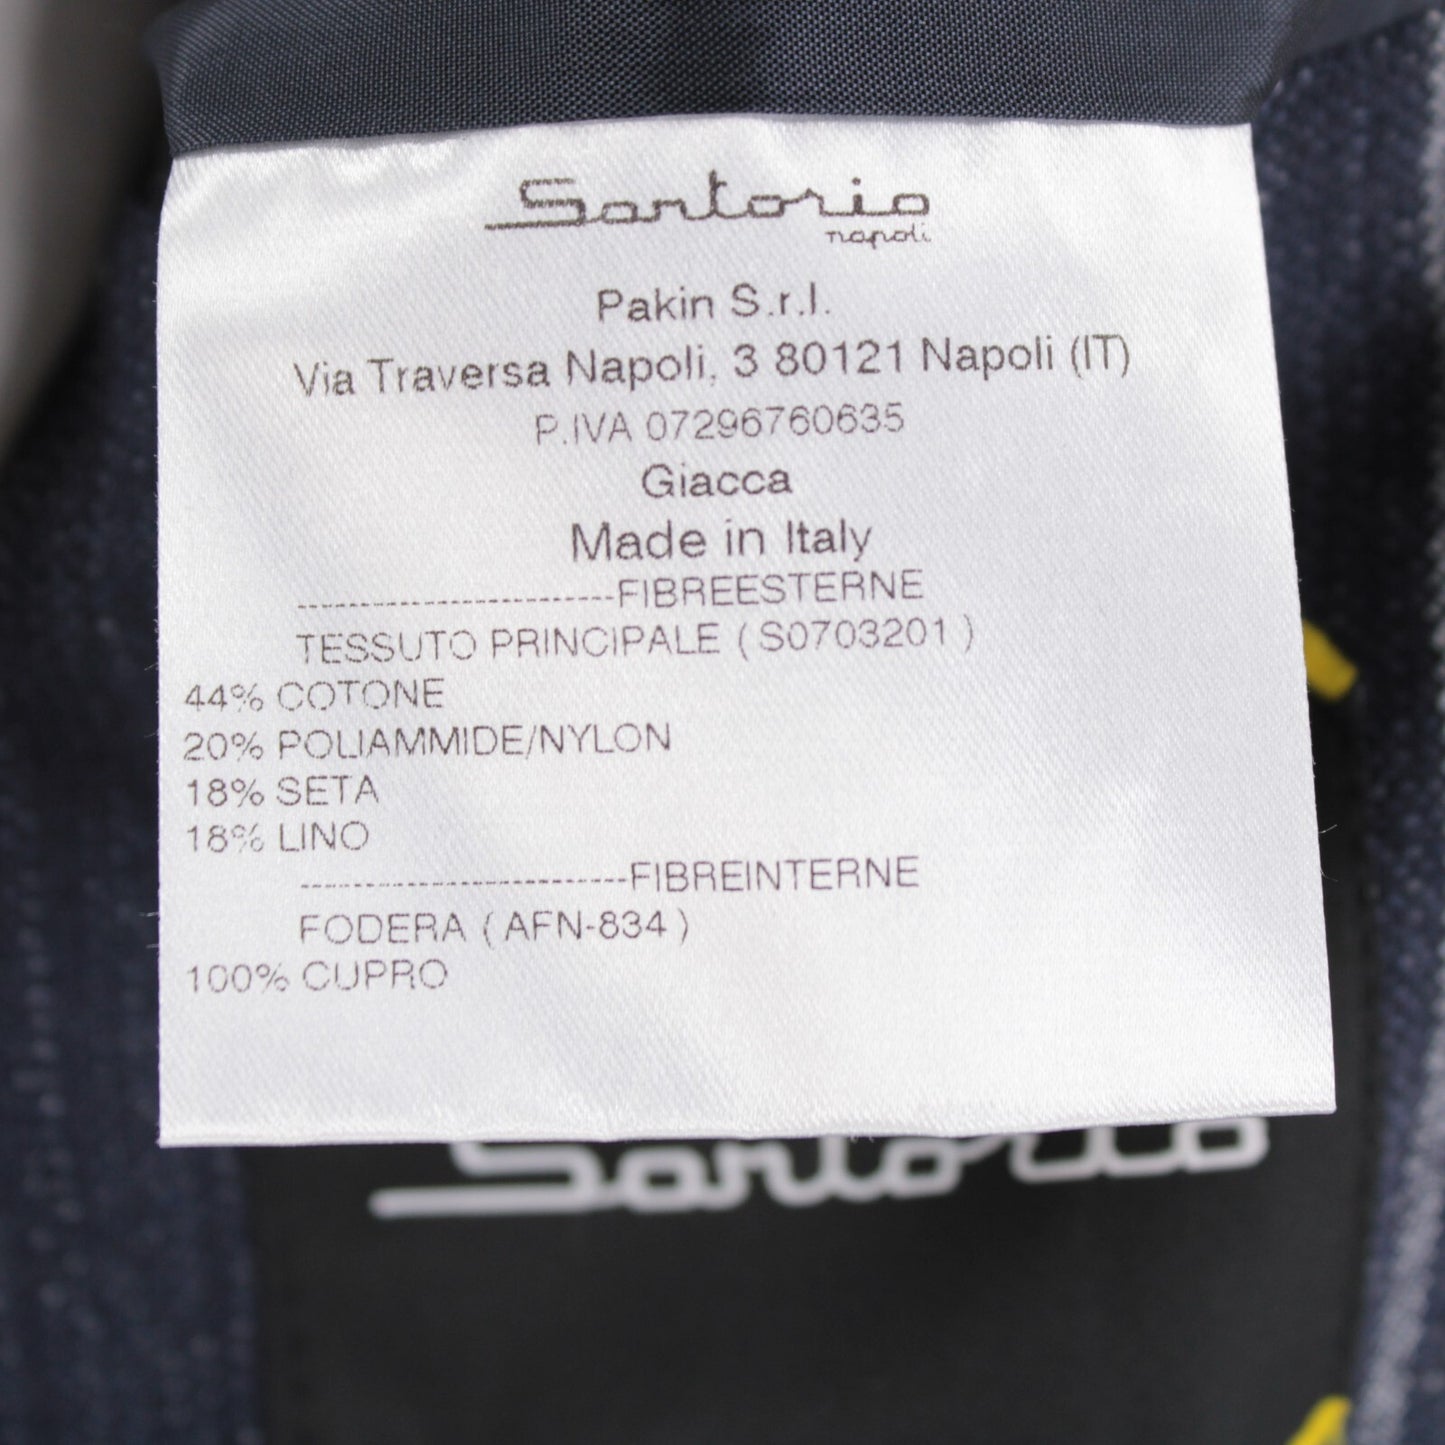 Sartorio
napoli
Pakin S.r.l.
Via Traversa Napoli, 3 80121 Napoli (IT)
P.IVA 07296760635
Giacca
Made in Italy
--------------------------FIBREESTERNE
TESSUTO PRINCIPALE ( S0703201 )
44% COTONE
20% POLIAMMIDE/NYLON
18% SETA
18% LINO
---------------------------FIBREINTERNE
FODERA ( AFN-834 )
100% CUPRO
Sartorio